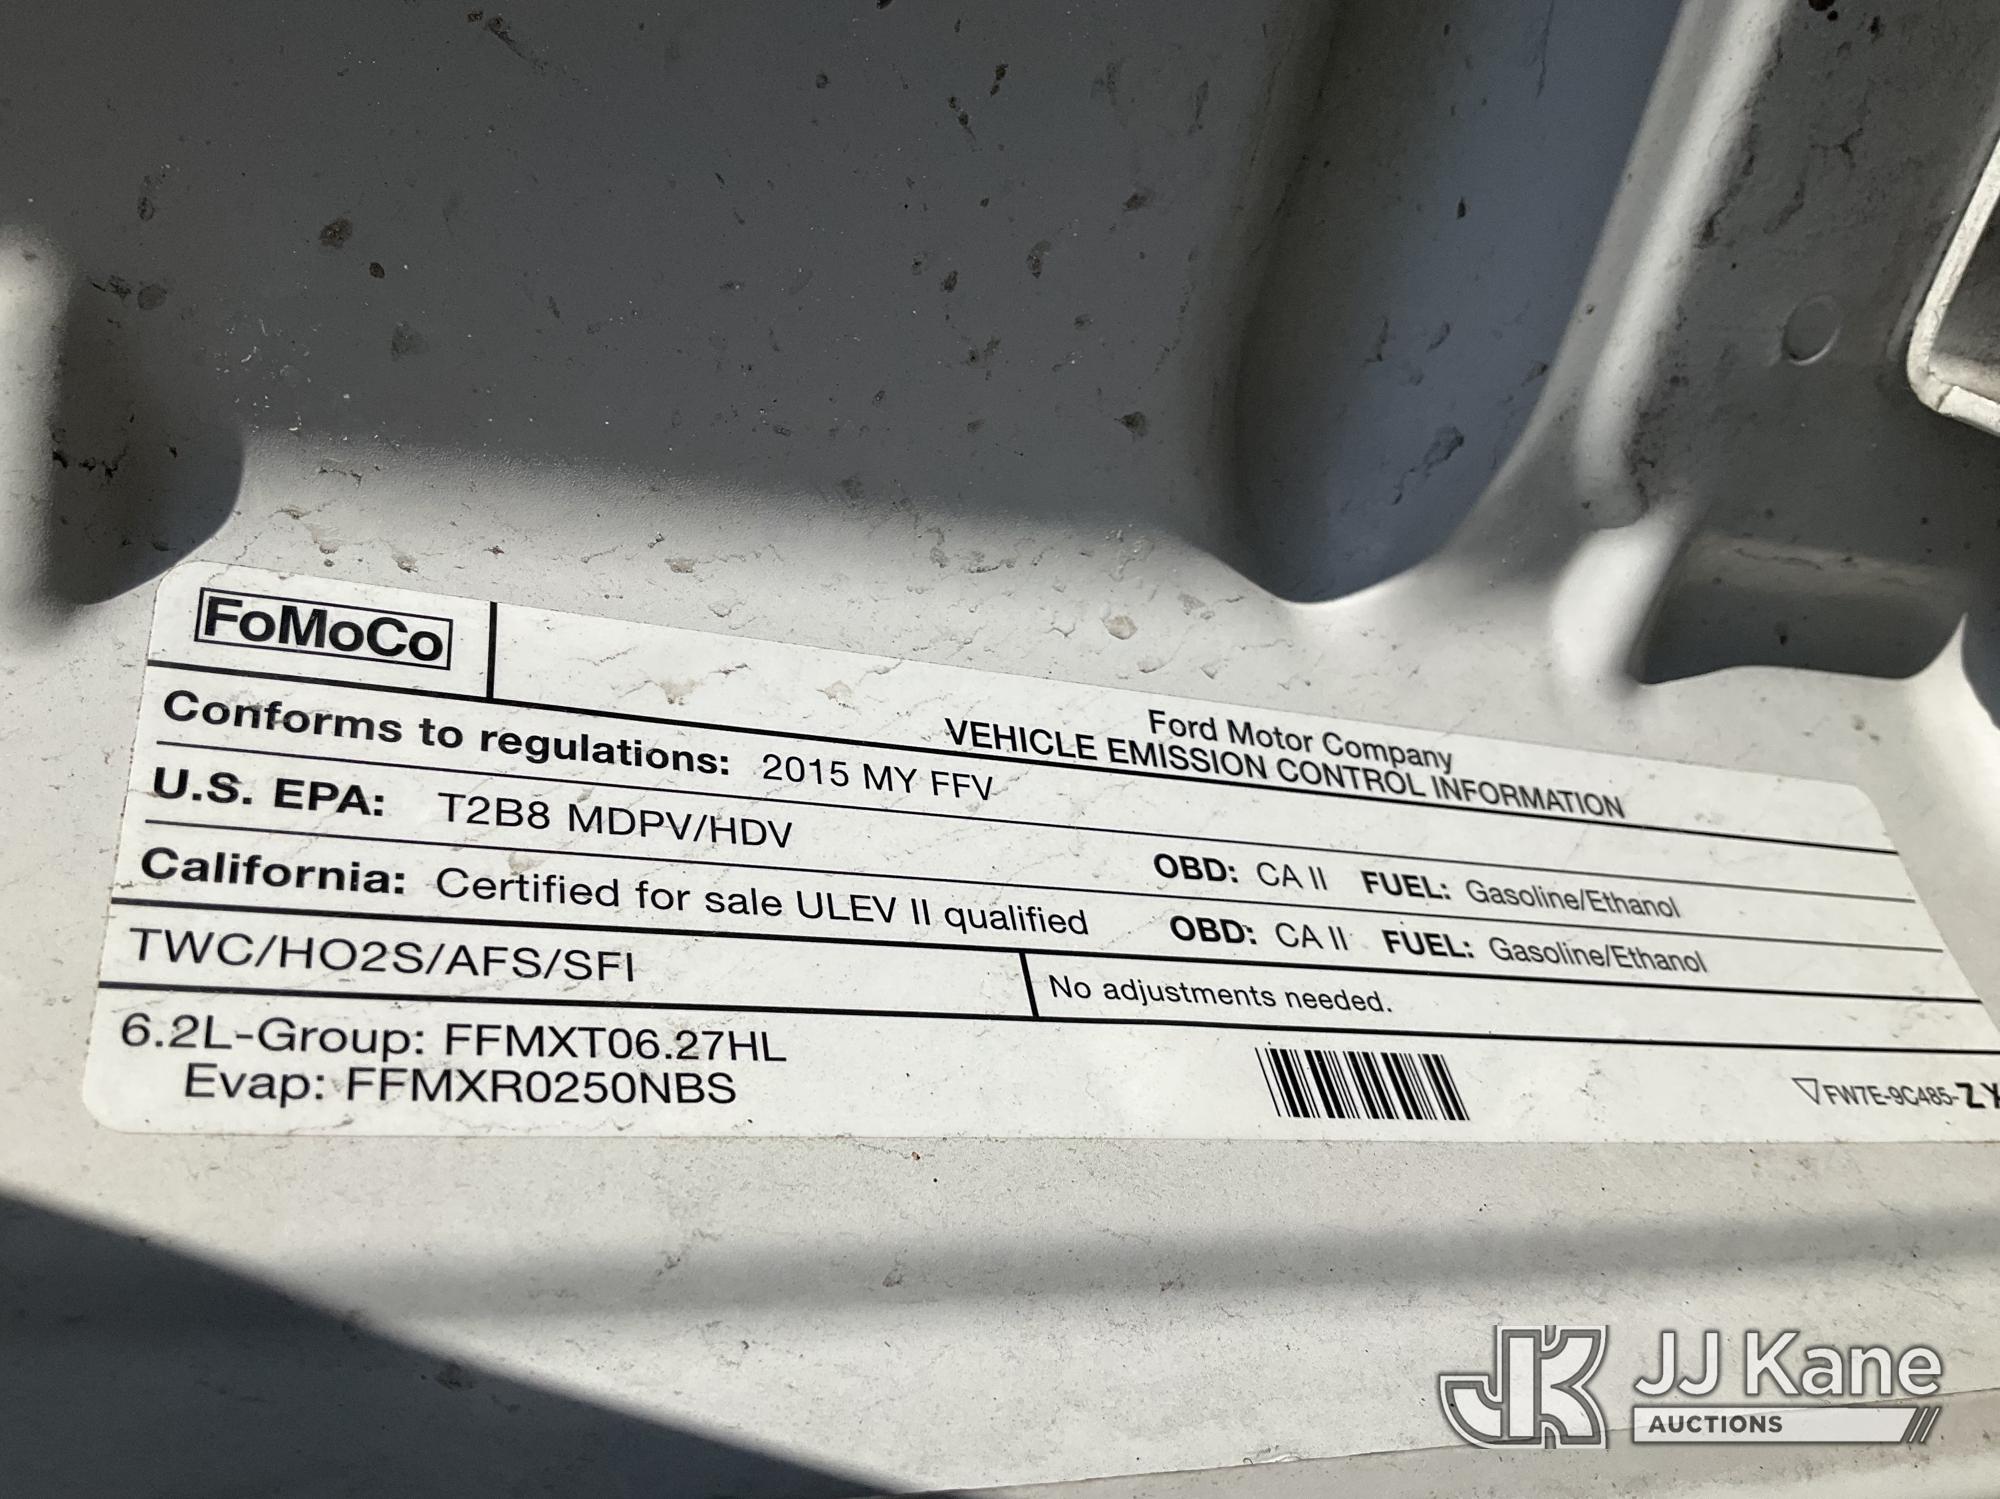 FoMoCo
Ford Motor Company
VEHICLE EMISSION CONTROL INFORMATION
Conforms to regulations: 2015 MY FFV
U.S. EPA: T2B8 MDPV/HDV OBD: CA II FUEL: Gasoline/Ethanol
California: Certified for sale ULEV II qualified OBD: CA II FUEL: Gasoline/Ethanol
TWC/HO2S/AFS/SFI No adjustments needed.
6.2L-Group: FFMXT06.27HL
Evap: FFMXR0250NBS
FW7E-9C485-ZY
JK JJ Kane
AUCTIONS